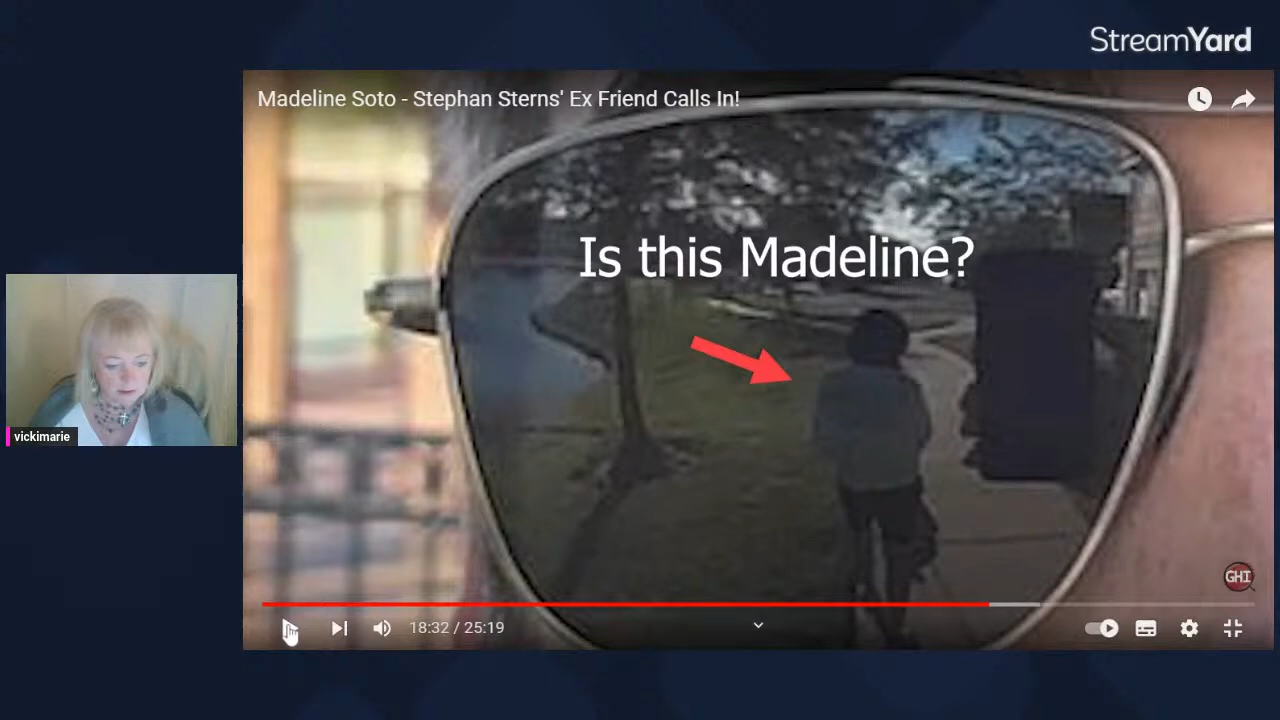 StreamYard
Madeline Soto - Stephan Sterns' Ex Friend Calls In!
Is this Madeline?
vickimarie
GHI
18:32 / 25:19